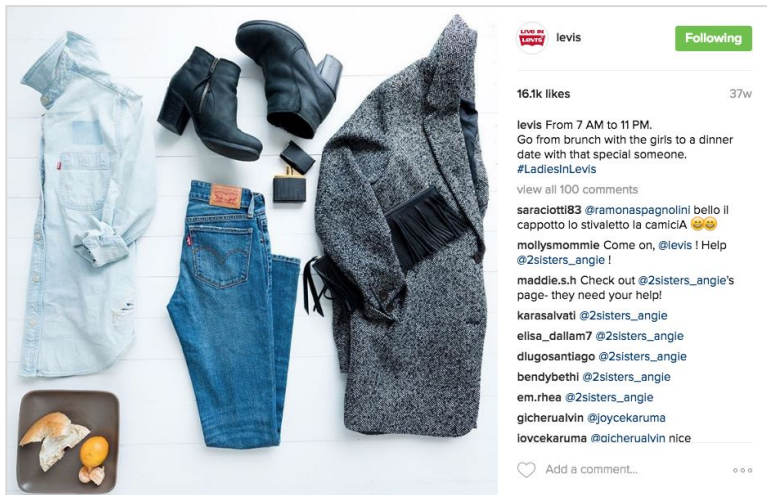 LIVE IN
LEVI'S
levis
Following
16.1k likes
37w
levis From 7 AM to 11 PM.
Go from brunch with the girls to a dinner
date with that special someone.
#LadiesInLevis
view all 100 comments
saraciotti83 @ramonaspagnolini bello il
cappotto lo stivaletto la camiciA 😄😄
mollysmommie Come on, @levis ! Help
@2sisters_angie !
maddie.s.h Check out @2sisters_angie's
page- they need your help!
karasalvati @2sisters_angie
elisa_dallam7 @2sisters_angie
dlugosantiago @2sisters_angie
bendybethi @2sisters_angie
em.rhea @2sisters_angie
gicherualvin @joycekaruma
joycekaruma @gicherualvin nice
Add a comment...